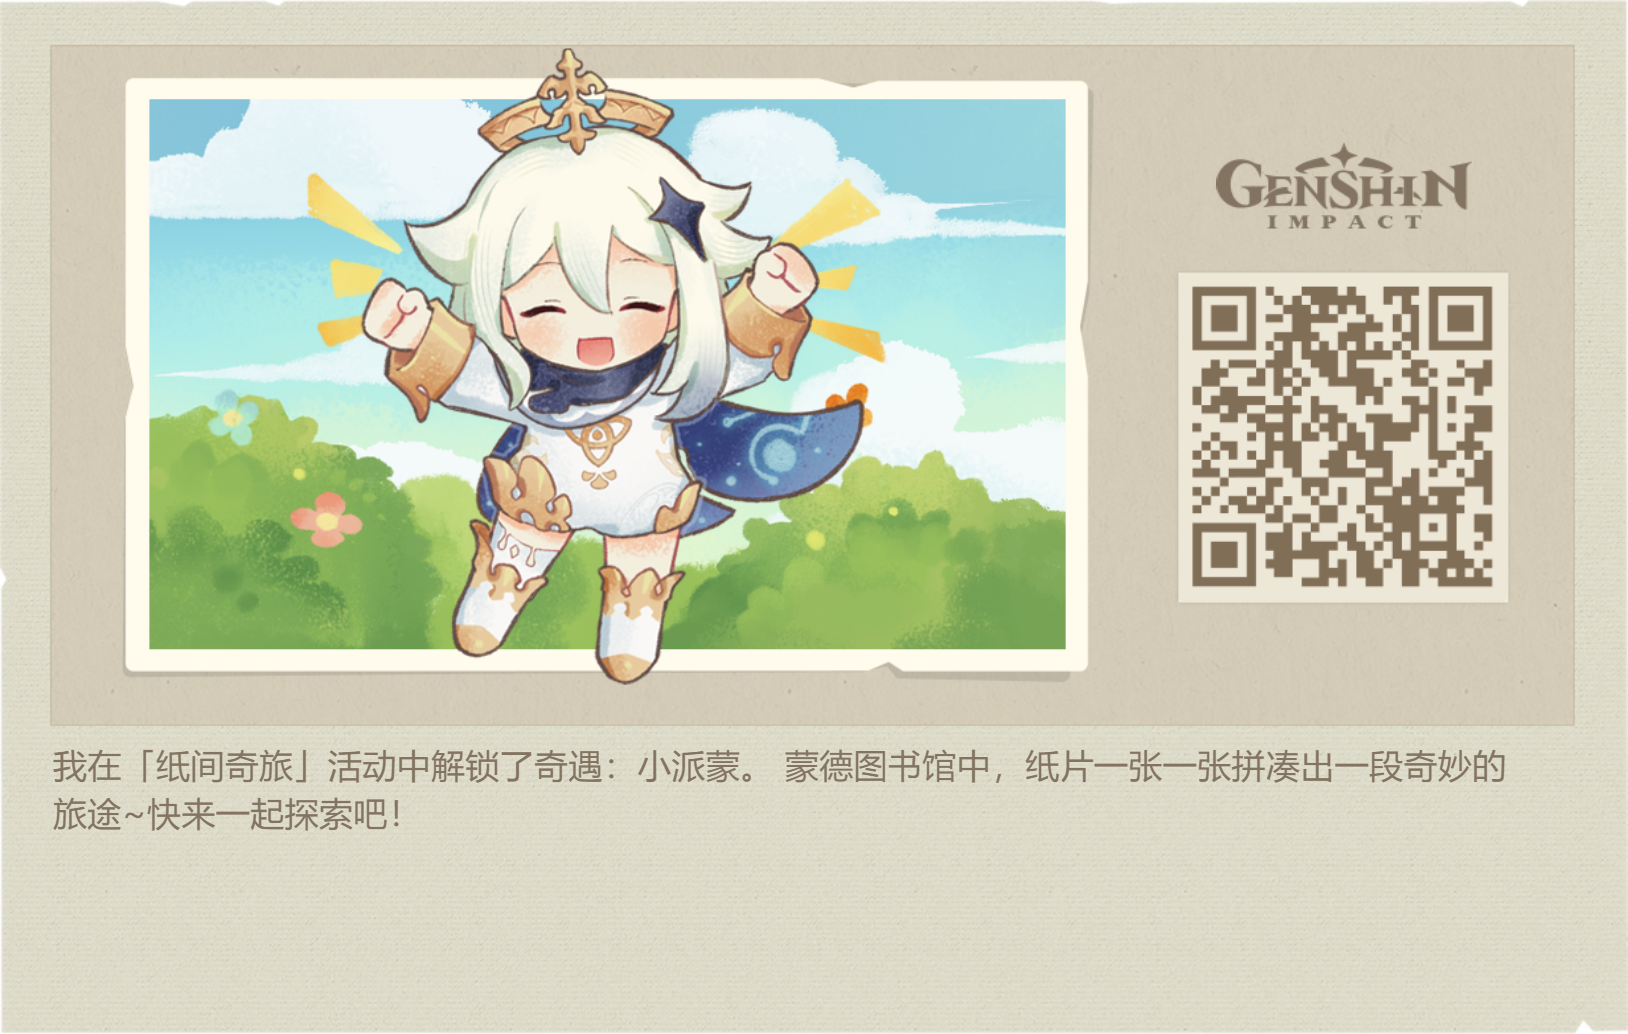 GENSHIN
IMPACT
我在「纸间奇旅」活动中解锁了奇遇：小派蒙。 蒙德图书馆中，纸片一张一张拼凑出一段奇妙的
旅途~快来一起探索吧！